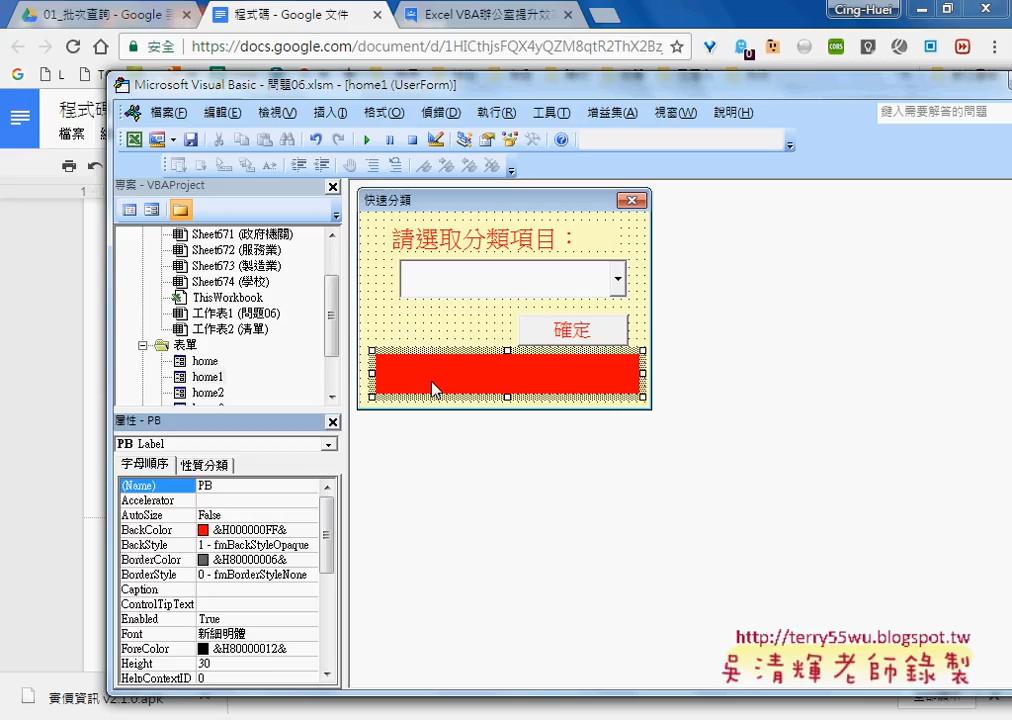 01_批次查詢 - Google
程式碼 - Google 文件
Excel VBA辦公室提升效
Cing-Huei
安全
https://docs.google.com/document/d/1HICthjsFQX4yQZM8qtR2ThX2Bz
程式碼
檔案
Microsoft Visual Basic - 問題06.xlsm - [home1 (UserForm)]
檔案(F) 編輯(E) 檢視(V) 插入(I) 格式(O) 偵錯(D) 執行(R) 工具(T) 增益集(A) 視窗(W) 說明(H)
鍵入需要解答的問題
專案 - VBAProject
Sheet671 (政府機關)
Sheet672 (服務業)
Sheet673 (製造業)
Sheet674 (學校)
ThisWorkbook
工作表1 (問題06)
工作表2 (清單)
表單
home
home1
home2
快速分類
請選取分類項目：
確定
屬性 - PB
PB Label
字母順序 性質分類
(Name) PB
Accelerator
AutoSize False
BackColor &H000000FF&
BackStyle 1 - fmBackStyleOpaque
BorderColor &H80000006&
BorderStyle 0 - fmBorderStyleNone
Caption
ControlTipText
Enabled True
Font 新細明體
ForeColor &H80000012&
Height 30
HelpContextID 0
http://terry55wu.blogspot.tw
吳清輝老師錄製
實價資訊 v2.1.0.apk